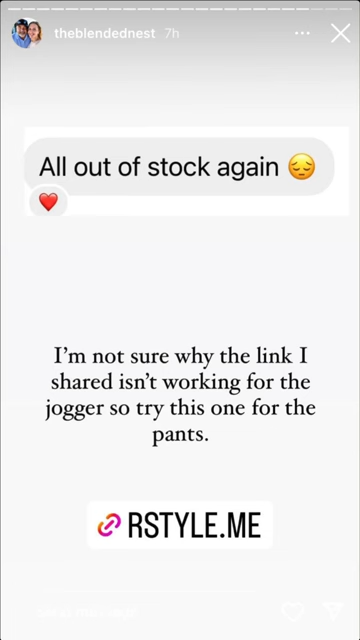 theblendednest 7h
All out of stock again 😔
❤️
I'm not sure why the link I
shared isn't working for the
jogger so try this one for the
pants.
RSTYLE.ME